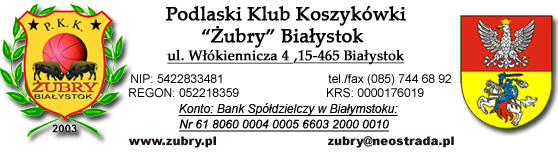 P.K.K.
ŻUBRY
BIAŁYSTOK
2003
Podlaski Klub Koszykówki
“Żubry” Białystok
ul. Włókiennicza 4 ,15-465 Białystok
NIP: 5422833481 tel./fax (085) 744 68 92
REGON: 052218359 KRS: 0000176019
Konto: Bank Spółdzielczy w Białymstoku:
Nr 61 8060 0004 0005 6603 2000 0010
www.zubry.pl zubry@neostrada.pl